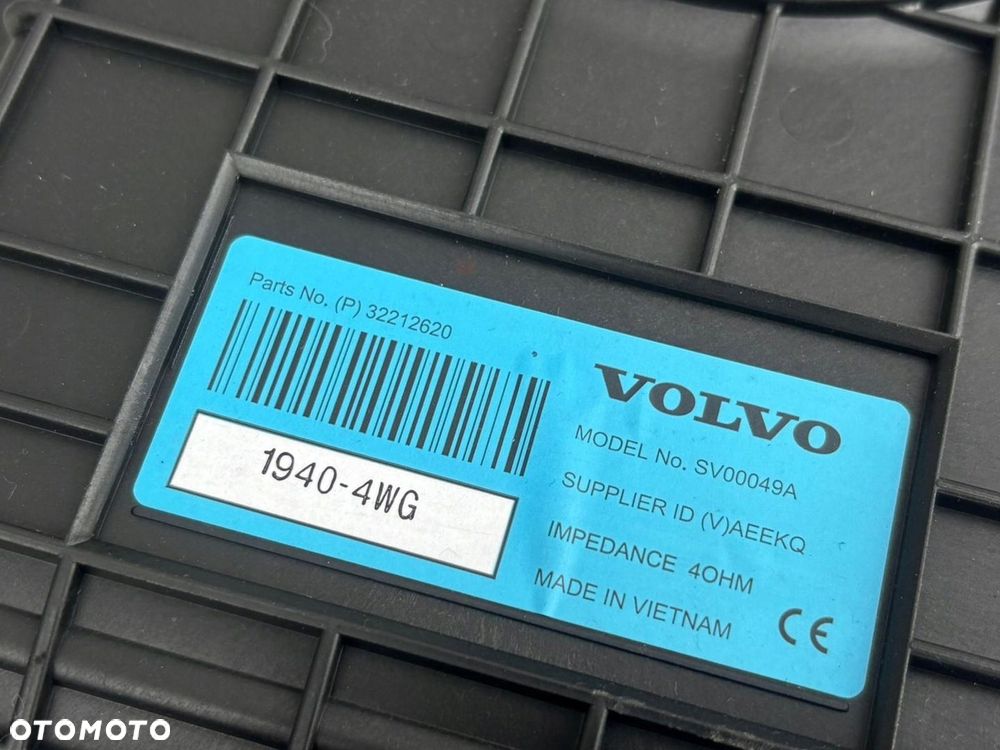 Parts No. (P) 32212620
1940-4WG
VOLVO
MODEL No. SV00049A
SUPPLIER ID (V)AEEKQ
IMPEDANCE 4OHM
MADE IN VIETNAM
CE
OTOMOTO